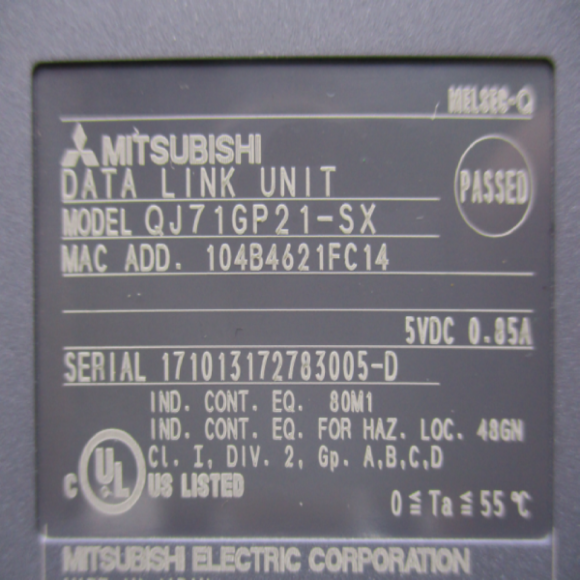 MELSEC-Q
MITSUBISHI
DATA LINK UNIT
PASSED
MODEL QJ71GP21-SX
MAC ADD. 104B4621FC14
5VDC 0.85A
SERIAL 171013172783005-D
IND. CONT. EQ. 80M1
IND. CONT. EQ. FOR HAZ. LOC. 48GN
Cl. I, DIV. 2, Gp. A,B,C,D
C UL US LISTED
0≦Ta≦55℃
MITSUBISHI ELECTRIC CORPORATION